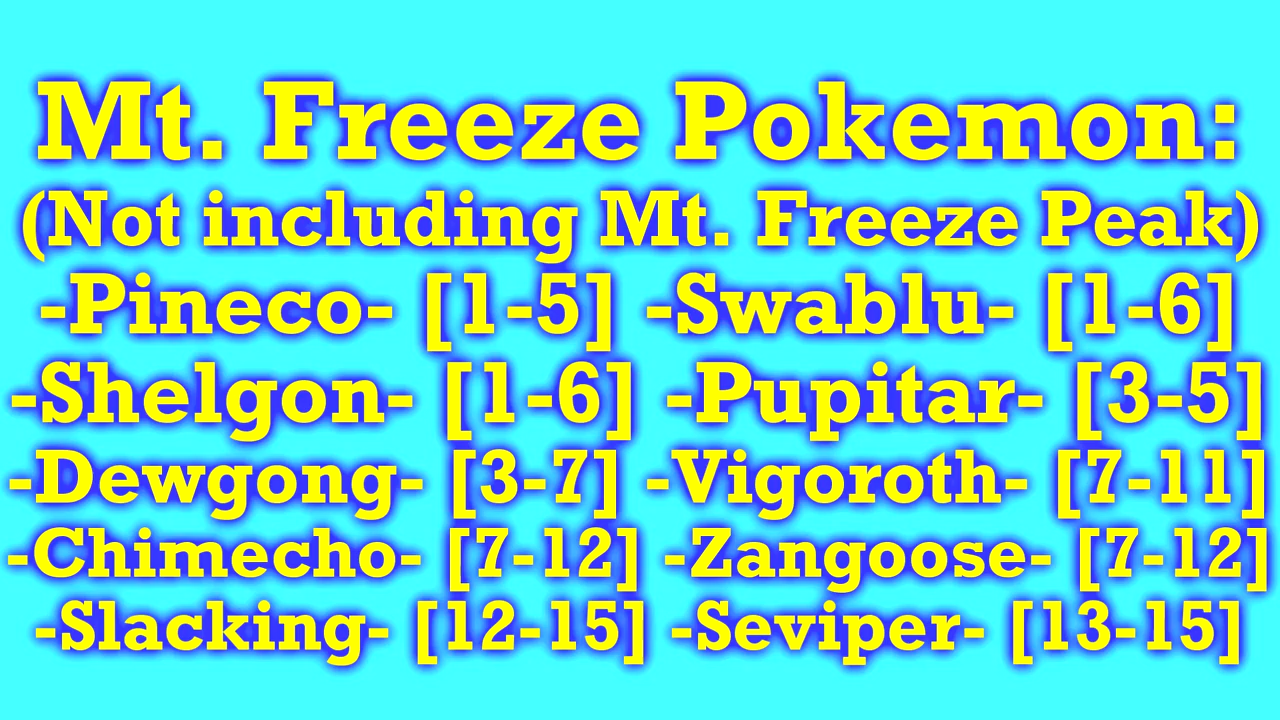 Mt. Freeze Pokemon:
(Not including Mt. Freeze Peak)
-Pineco- [1-5] -Swablu- [1-6]
-Shelgon- [1-6] -Pupitar- [3-5]
-Dewgong- [3-7] -Vigoroth- [7-11]
-Chimecho- [7-12] -Zangoose- [7-12]
-Slacking- [12-15] -Seviper- [13-15]